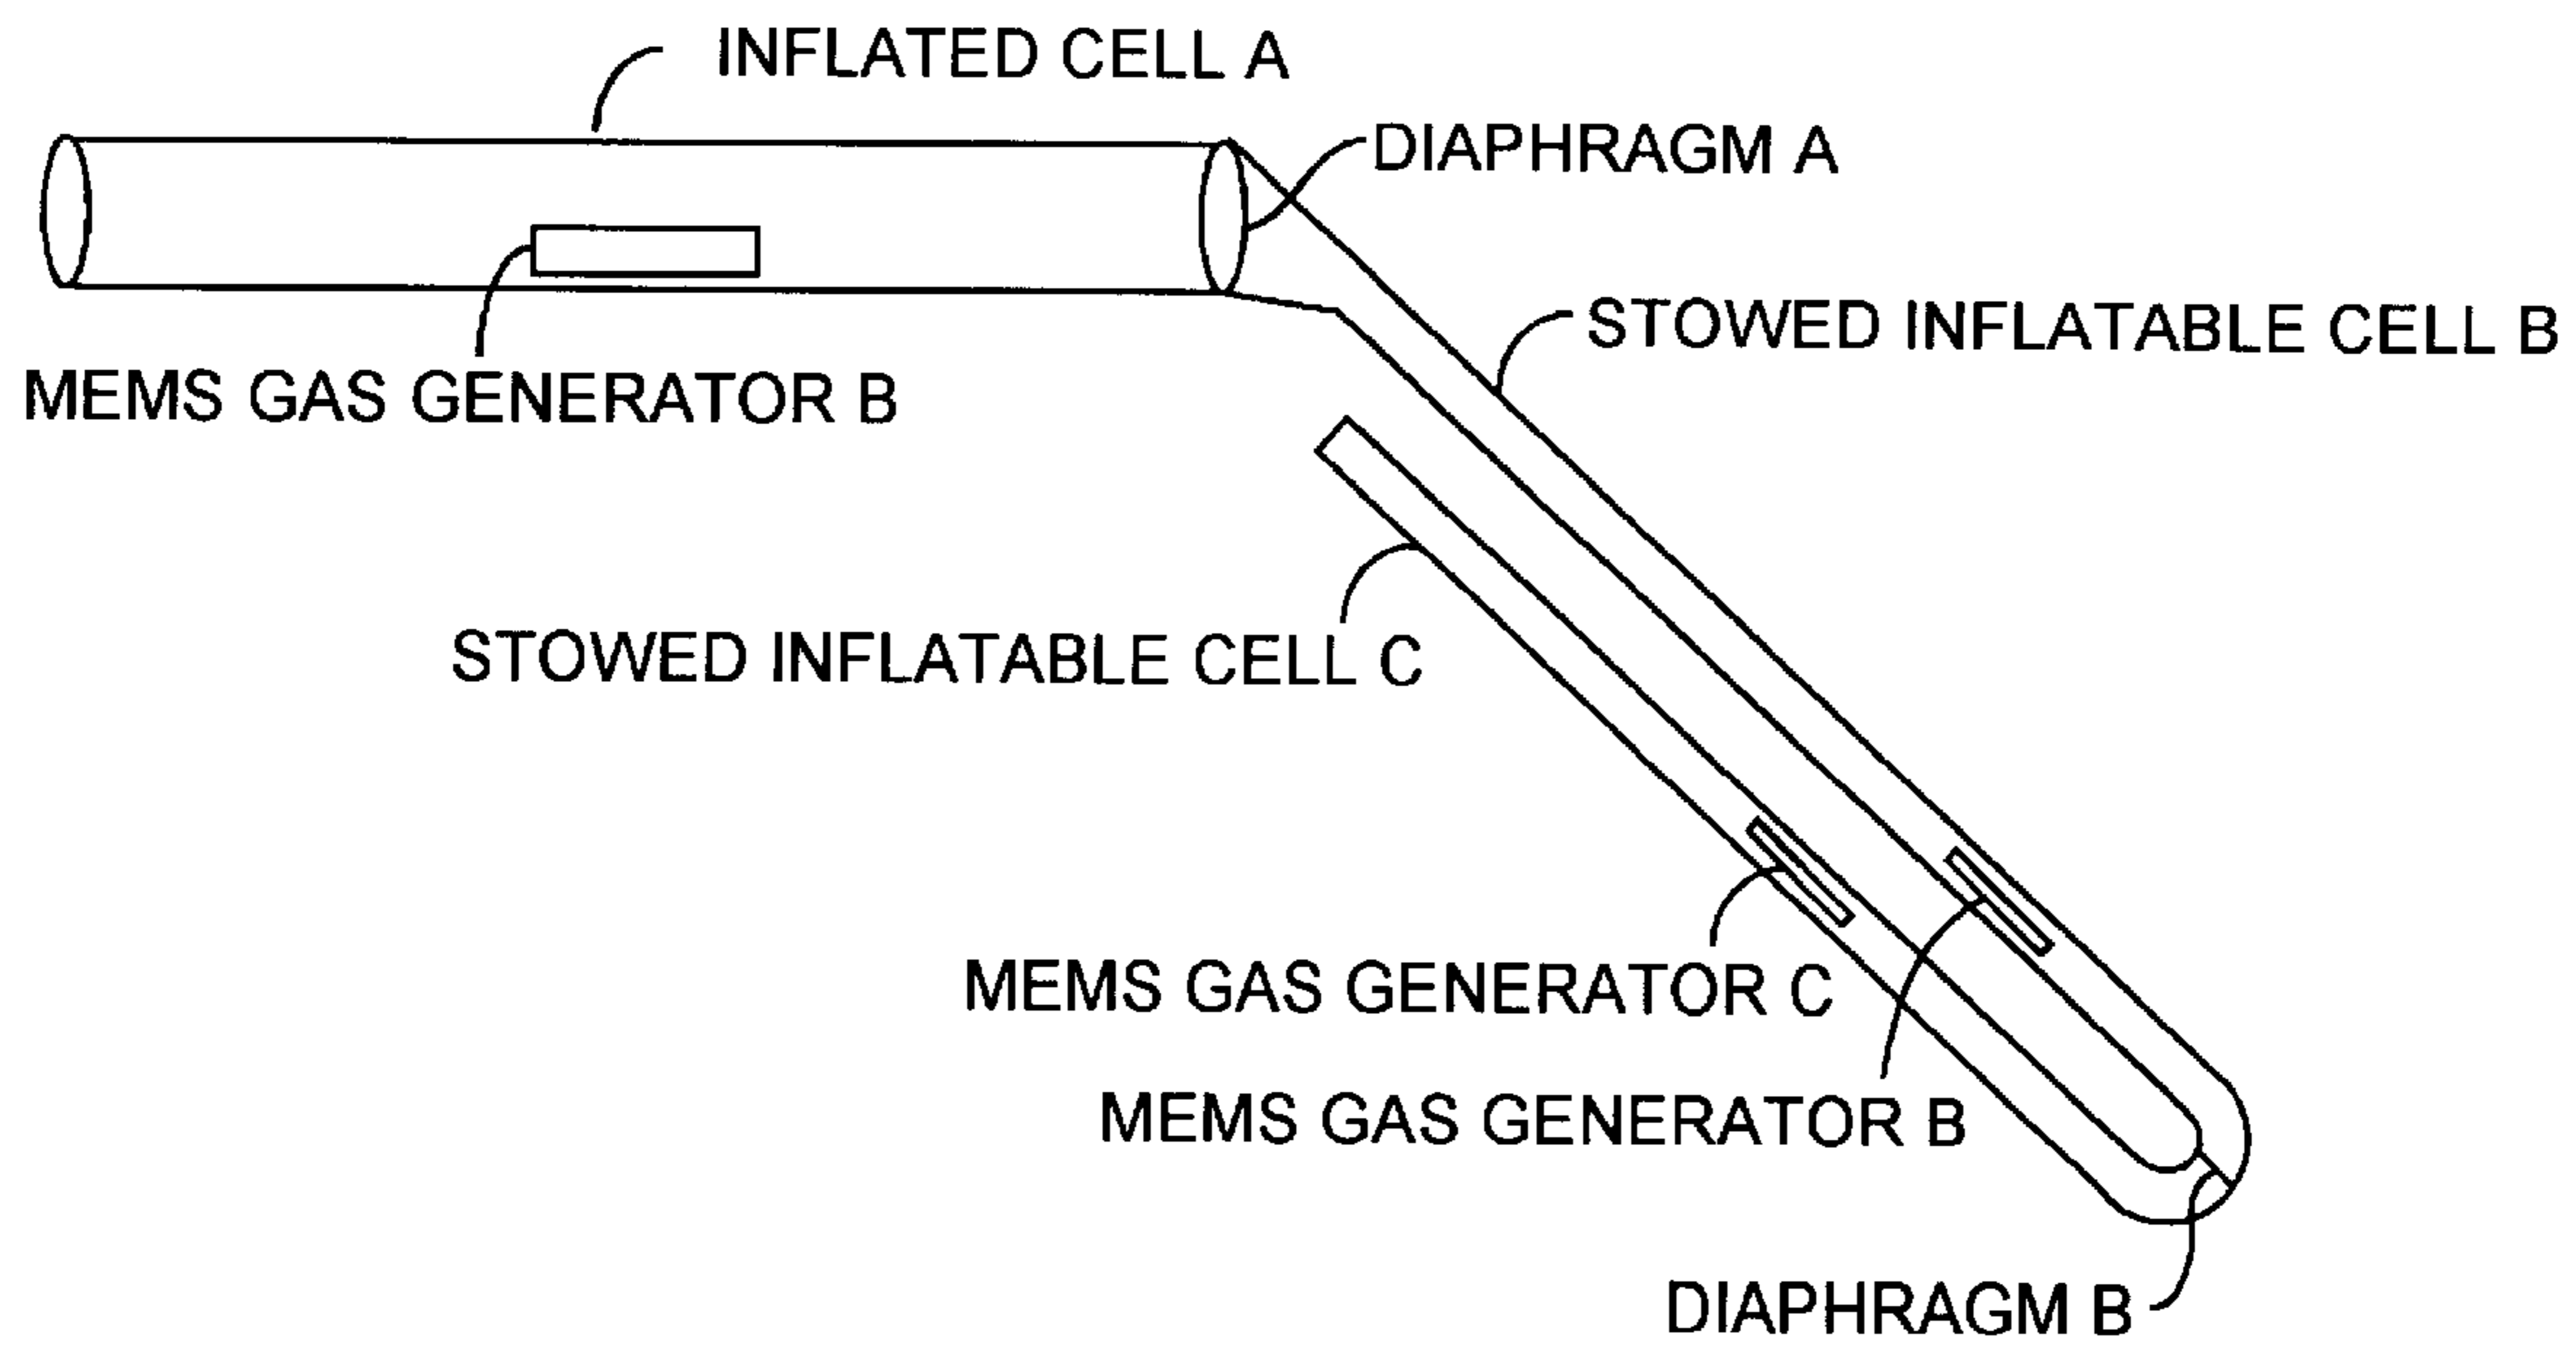 INFLATED CELL A
DIAPHRAGM A
STOWED INFLATABLE CELL B
MEMS GAS GENERATOR B
STOWED INFLATABLE CELL C
MEMS GAS GENERATOR C
MEMS GAS GENERATOR B
DIAPHRAGM B